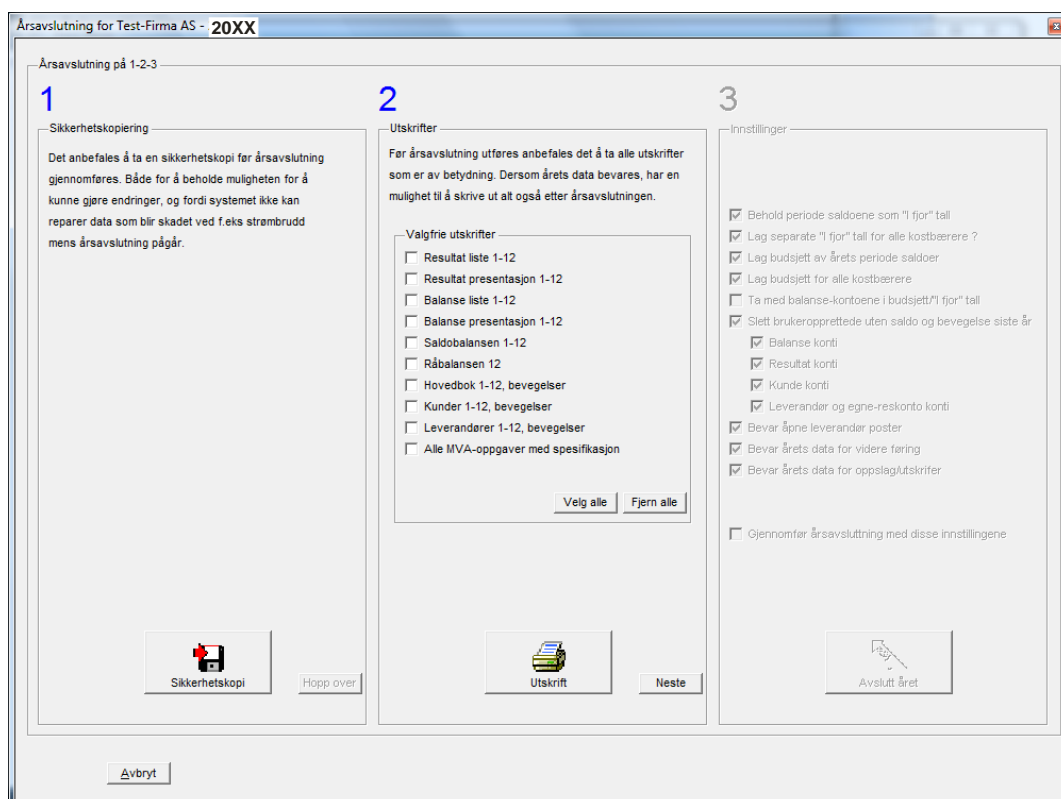 Årsavslutning for Test-Firma AS - 20XX
Årsavslutning på 1-2-3
1
Sikkerhetskopiering
Det anbefales å ta en sikkerhetskopi før årsavslutning
gjennomføres. Både for å beholde muligheten for å
kunne gjøre endringer, og fordi systemet ikke kan
reparer data som blir skadet ved f.eks strømbrudd
mens årsavslutning pågår.
Sikkerhetskopi
Hopp over
2
Utskrifter
Før årsavslutning utføres anbefales det å ta alle utskrifter
som er av betydning. Dersom årets data bevares, har en
mulighet til å skrive ut alt også etter årsavslutningen.
Valgfrie utskrifter
Resultat liste 1-12
Resultat presentasjon 1-12
Balanse liste 1-12
Balanse presentasjon 1-12
Saldobalansen 1-12
Råbalansen 12
Hovedbok 1-12, bevegelser
Kunder 1-12, bevegelser
Leverandører 1-12, bevegelser
Alle MVA-oppgaver med spesifikasjon
Velg alle
Fjern alle
Utskrift
Neste
3
Innstillinger
Behold periode saldoene som "I fjor" tall
Lag separate "I fjor" tall for alle kostbærere ?
Lag budsjett av årets periode saldoer
Lag budsjett for alle kostbærere
Ta med balanse-kontoene i budsjett/"I fjor" tall
Slett brukeropprettede uten saldo og bevegelse siste år
Balanse konti
Resultat konti
Kunde konti
Leverandør og egne-reskonto konti
Bevar åpne leverandør poster
Bevar årets data for videre føring
Bevar årets data for oppslag/utskrifer
Gjennomfør årsavsluttning med disse innstillingene
Avslutt året
Avbryt